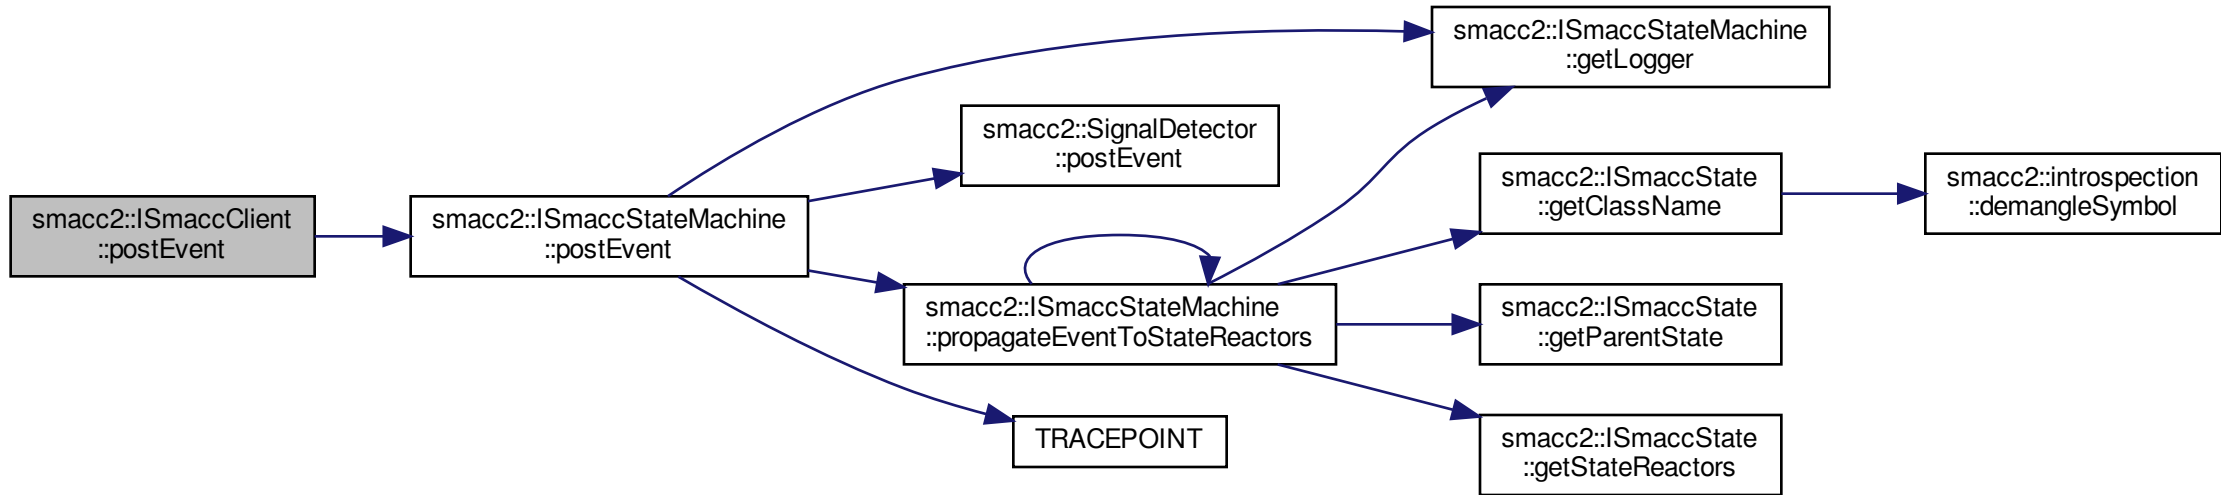 smacc2::ISmaccClient
::postEvent
smacc2::ISmaccStateMachine
::postEvent
smacc2::ISmaccStateMachine
::getLogger
smacc2::SignalDetector
::postEvent
smacc2::ISmaccStateMachine
::propagateEventToStateReactors
TRACEPOINT
smacc2::ISmaccState
::getClassName
smacc2::ISmaccState
::getParentState
smacc2::ISmaccState
::getStateReactors
smacc2::introspection
::demangleSymbol